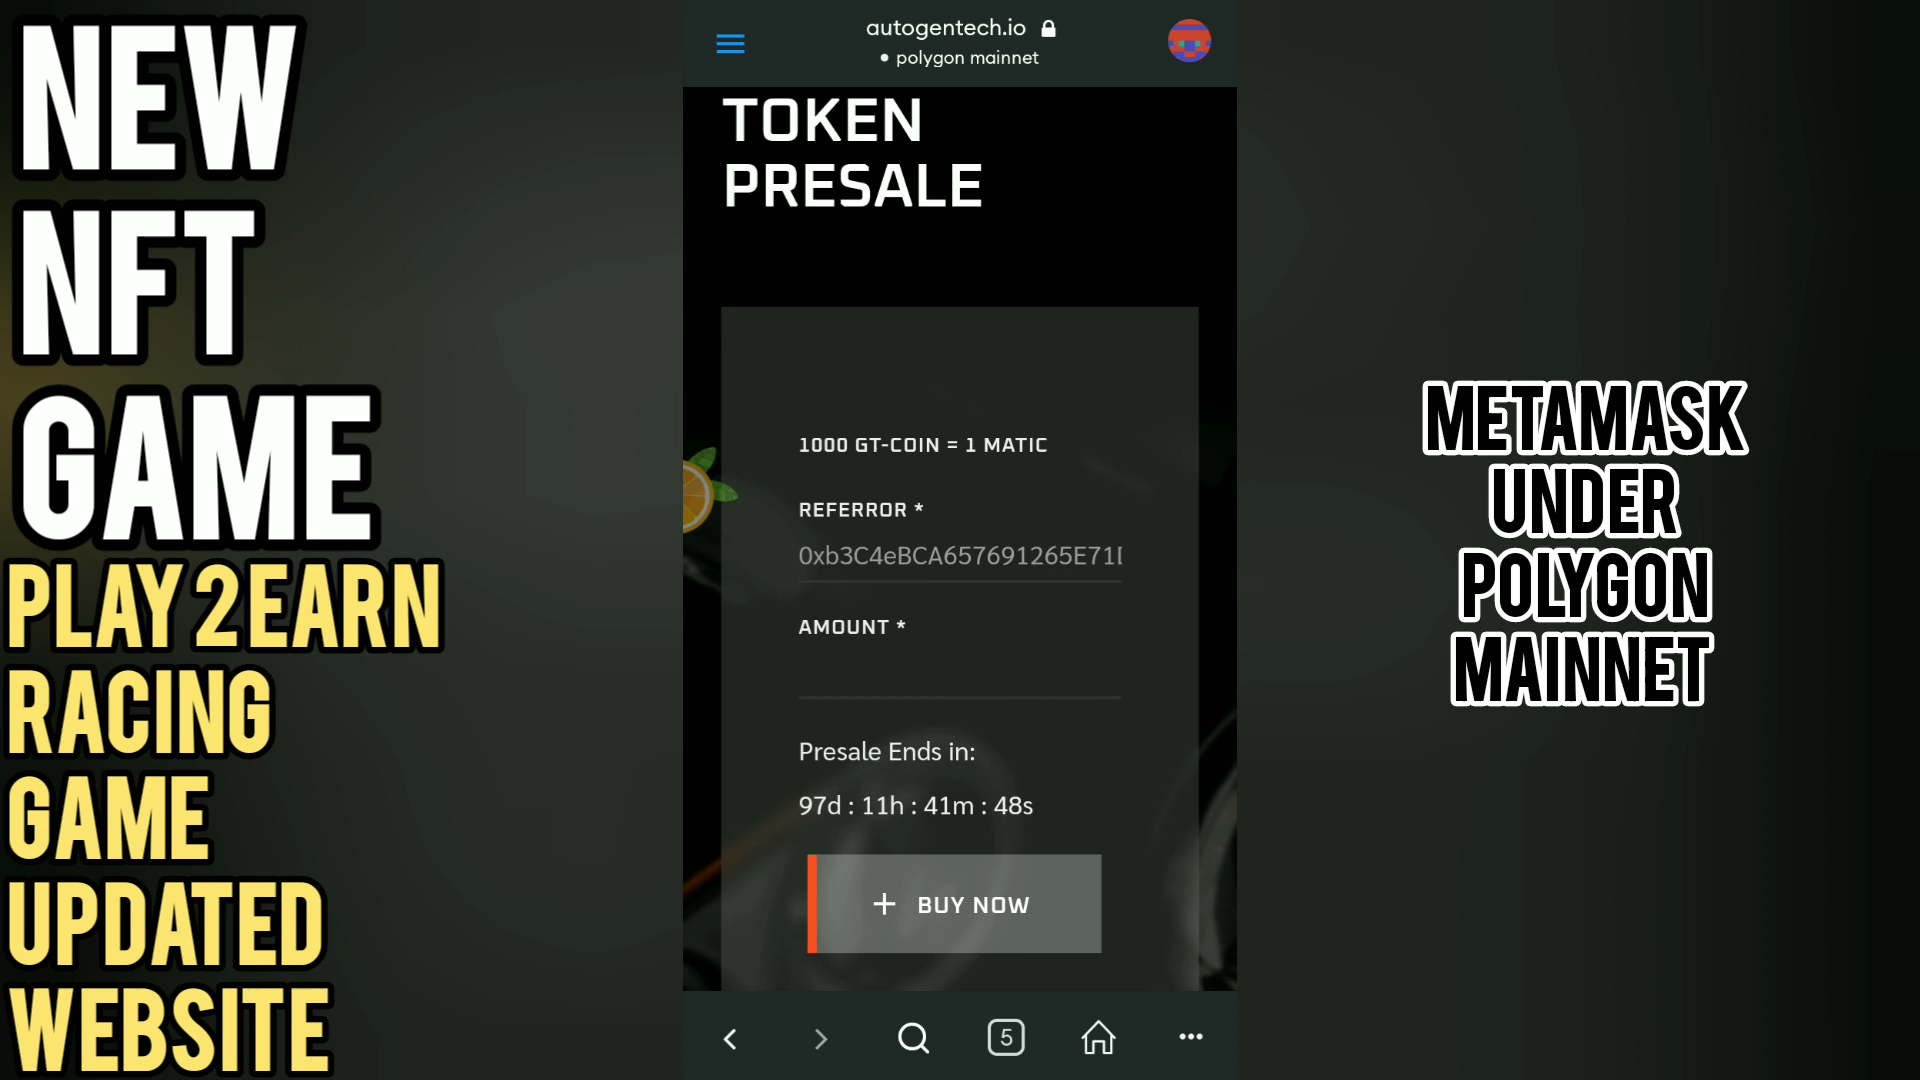 NEW
NFT
GAME
PLAY 2 EARN
RACING
GAME
UPDATED
WEBSITE
autogentech.io
polygon mainnet
TOKEN
PRESALE
1000 GT-COIN = 1 MATIC
REFERROR *
0xb3C4eBCA657691265E71
AMOUNT *
Presale Ends in:
97d : 11h : 41m : 48s
+ BUY NOW
5
METAMASK
UNDER
POLYGON
MAINNET